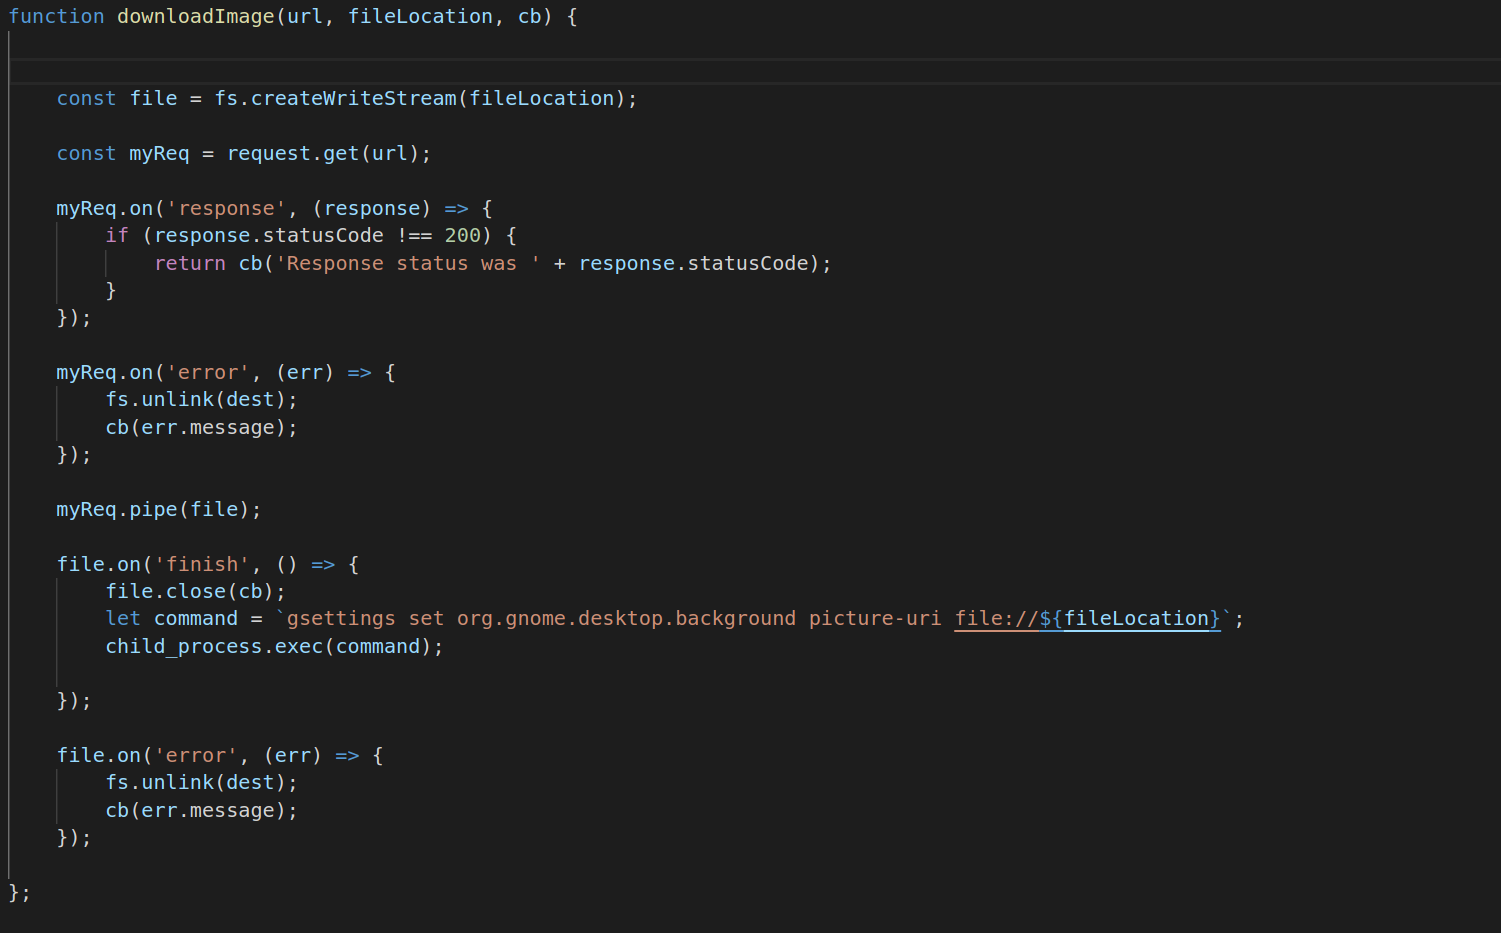 function downloadImage(url, fileLocation, cb) {
    const file = fs.createWriteStream(fileLocation);
    const myReq = request.get(url);
    myReq.on('response', (response) => {
        if (response.statusCode !== 200) {
            return cb('Response status was ' + response.statusCode);
        }
    });
    myReq.on('error', (err) => {
        fs.unlink(dest);
        cb(err.message);
    });
    myReq.pipe(file);
    file.on('finish', () => {
        file.close(cb);
        let command = `gsettings set org.gnome.desktop.background picture-uri file://${fileLocation}`;
        child_process.exec(command);
    });
    file.on('error', (err) => {
        fs.unlink(dest);
        cb(err.message);
    });
};